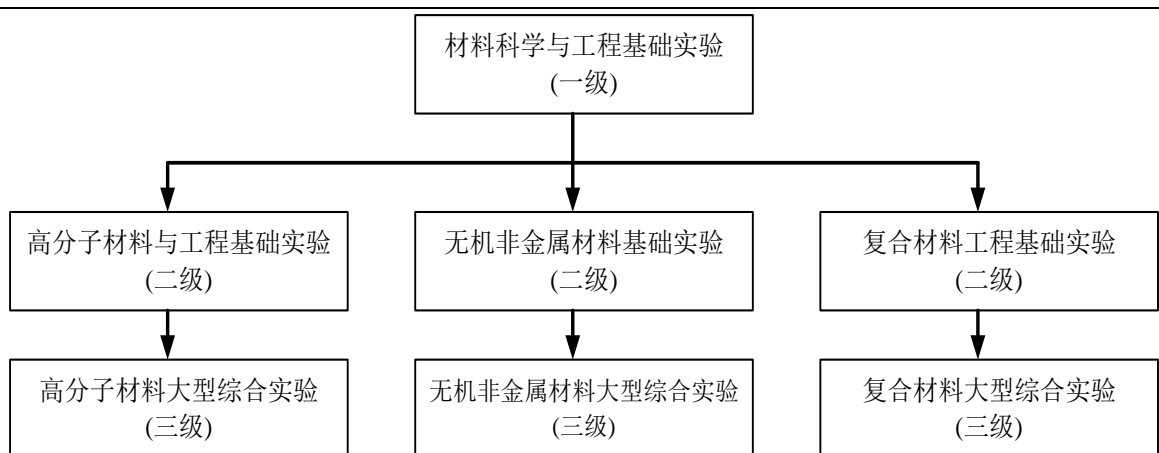 材料科学与工程基础实验
(一级)
高分子材料与工程基础实验
(二级)
无机非金属材料基础实验
(二级)
复合材料工程基础实验
(二级)
高分子材料大型综合实验
(三级)
无机非金属材料大型综合实验
(三级)
复合材料大型综合实验
(三级)